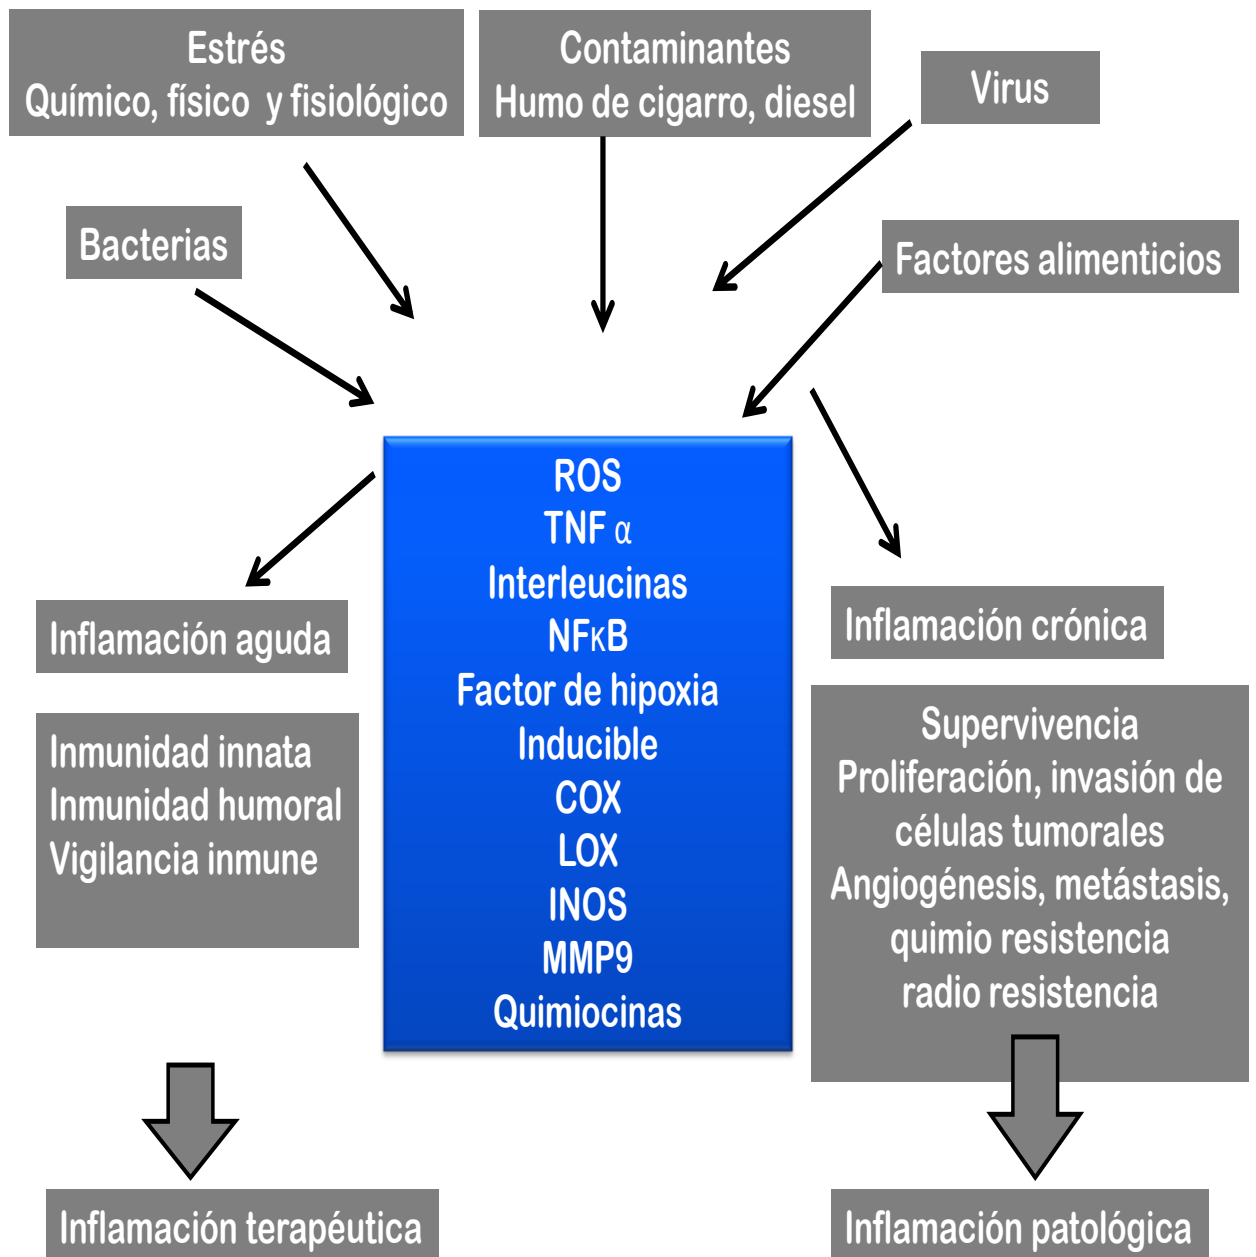 Estrés
Químico, físico y fisiológico
Contaminantes
Humo de cigarro, diesel
Virus
Bacterias
Factores alimenticios
ROS
TNF α
Interleucinas
NFκB
Factor de hipoxia
Inducible
COX
LOX
INOS
MMP9
Quimiocinas
Inflamación aguda
Inmunidad innata
Inmunidad humoral
Vigilancia inmune
Inflamación crónica
Supervivencia
Proliferación, invasión de
células tumorales
Angiogénesis, metástasis,
quimio resistencia
radio resistencia
Inflamación terapéutica
Inflamación patológica